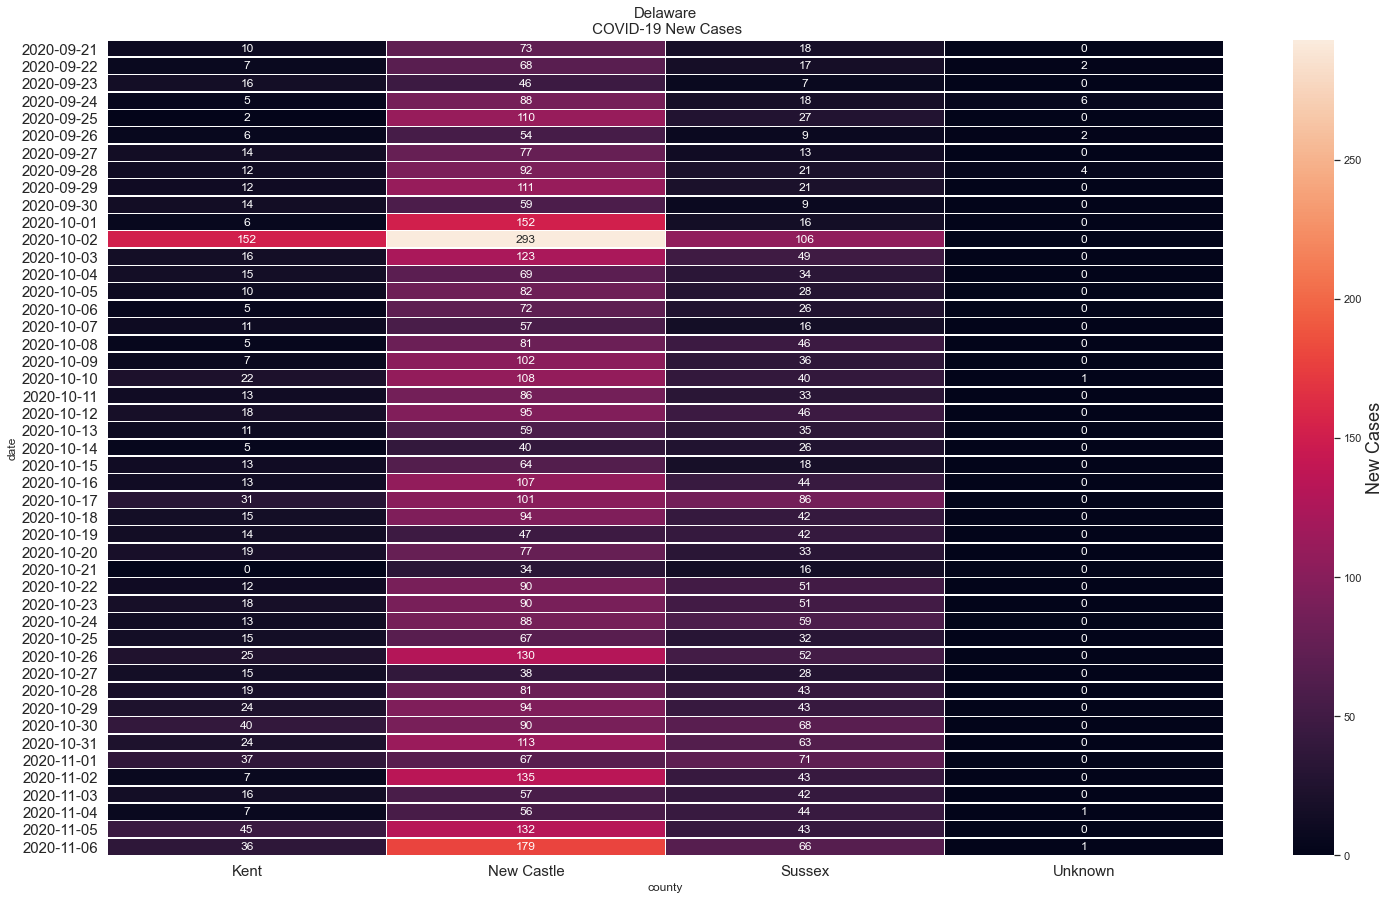 Delaware
COVID-19 New Cases
2020-09-21 10 73 18 0
2020-09-22 7 68 17 2
2020-09-23 16 46 7 0
2020-09-24 5 88 18 6
2020-09-25 2 110 27 0
2020-09-26 6 54 9 2
2020-09-27 14 77 13 0
2020-09-28 12 92 21 4
2020-09-29 12 111 21 0
2020-09-30 14 59 9 0
2020-10-01 6 152 16 0
2020-10-02 152 293 106 0
2020-10-03 16 123 49 0
2020-10-04 15 69 34 0
2020-10-05 10 82 28 0
2020-10-06 5 72 26 0
2020-10-07 11 57 16 0
2020-10-08 5 81 46 0
2020-10-09 7 102 36 0
2020-10-10 22 108 40 1
2020-10-11 13 86 33 0
2020-10-12 18 95 46 0
2020-10-13 11 59 35 0
2020-10-14 5 40 26 0
2020-10-15 13 64 18 0
2020-10-16 13 107 44 0
2020-10-17 31 101 86 0
2020-10-18 15 94 42 0
2020-10-19 14 47 42 0
2020-10-20 19 77 33 0
2020-10-21 0 34 16 0
2020-10-22 12 90 51 0
2020-10-23 18 90 51 0
2020-10-24 13 88 59 0
2020-10-25 15 67 32 0
2020-10-26 25 130 52 0
2020-10-27 15 38 28 0
2020-10-28 19 81 43 0
2020-10-29 24 94 43 0
2020-10-30 40 90 68 0
2020-10-31 24 113 63 0
2020-11-01 37 67 71 0
2020-11-02 7 135 43 0
2020-11-03 16 57 42 0
2020-11-04 7 56 44 1
2020-11-05 45 132 43 0
2020-11-06 36 179 66 1
Kent New Castle Sussex Unknown
county
date
250
200
150
100
50
0
New Cases